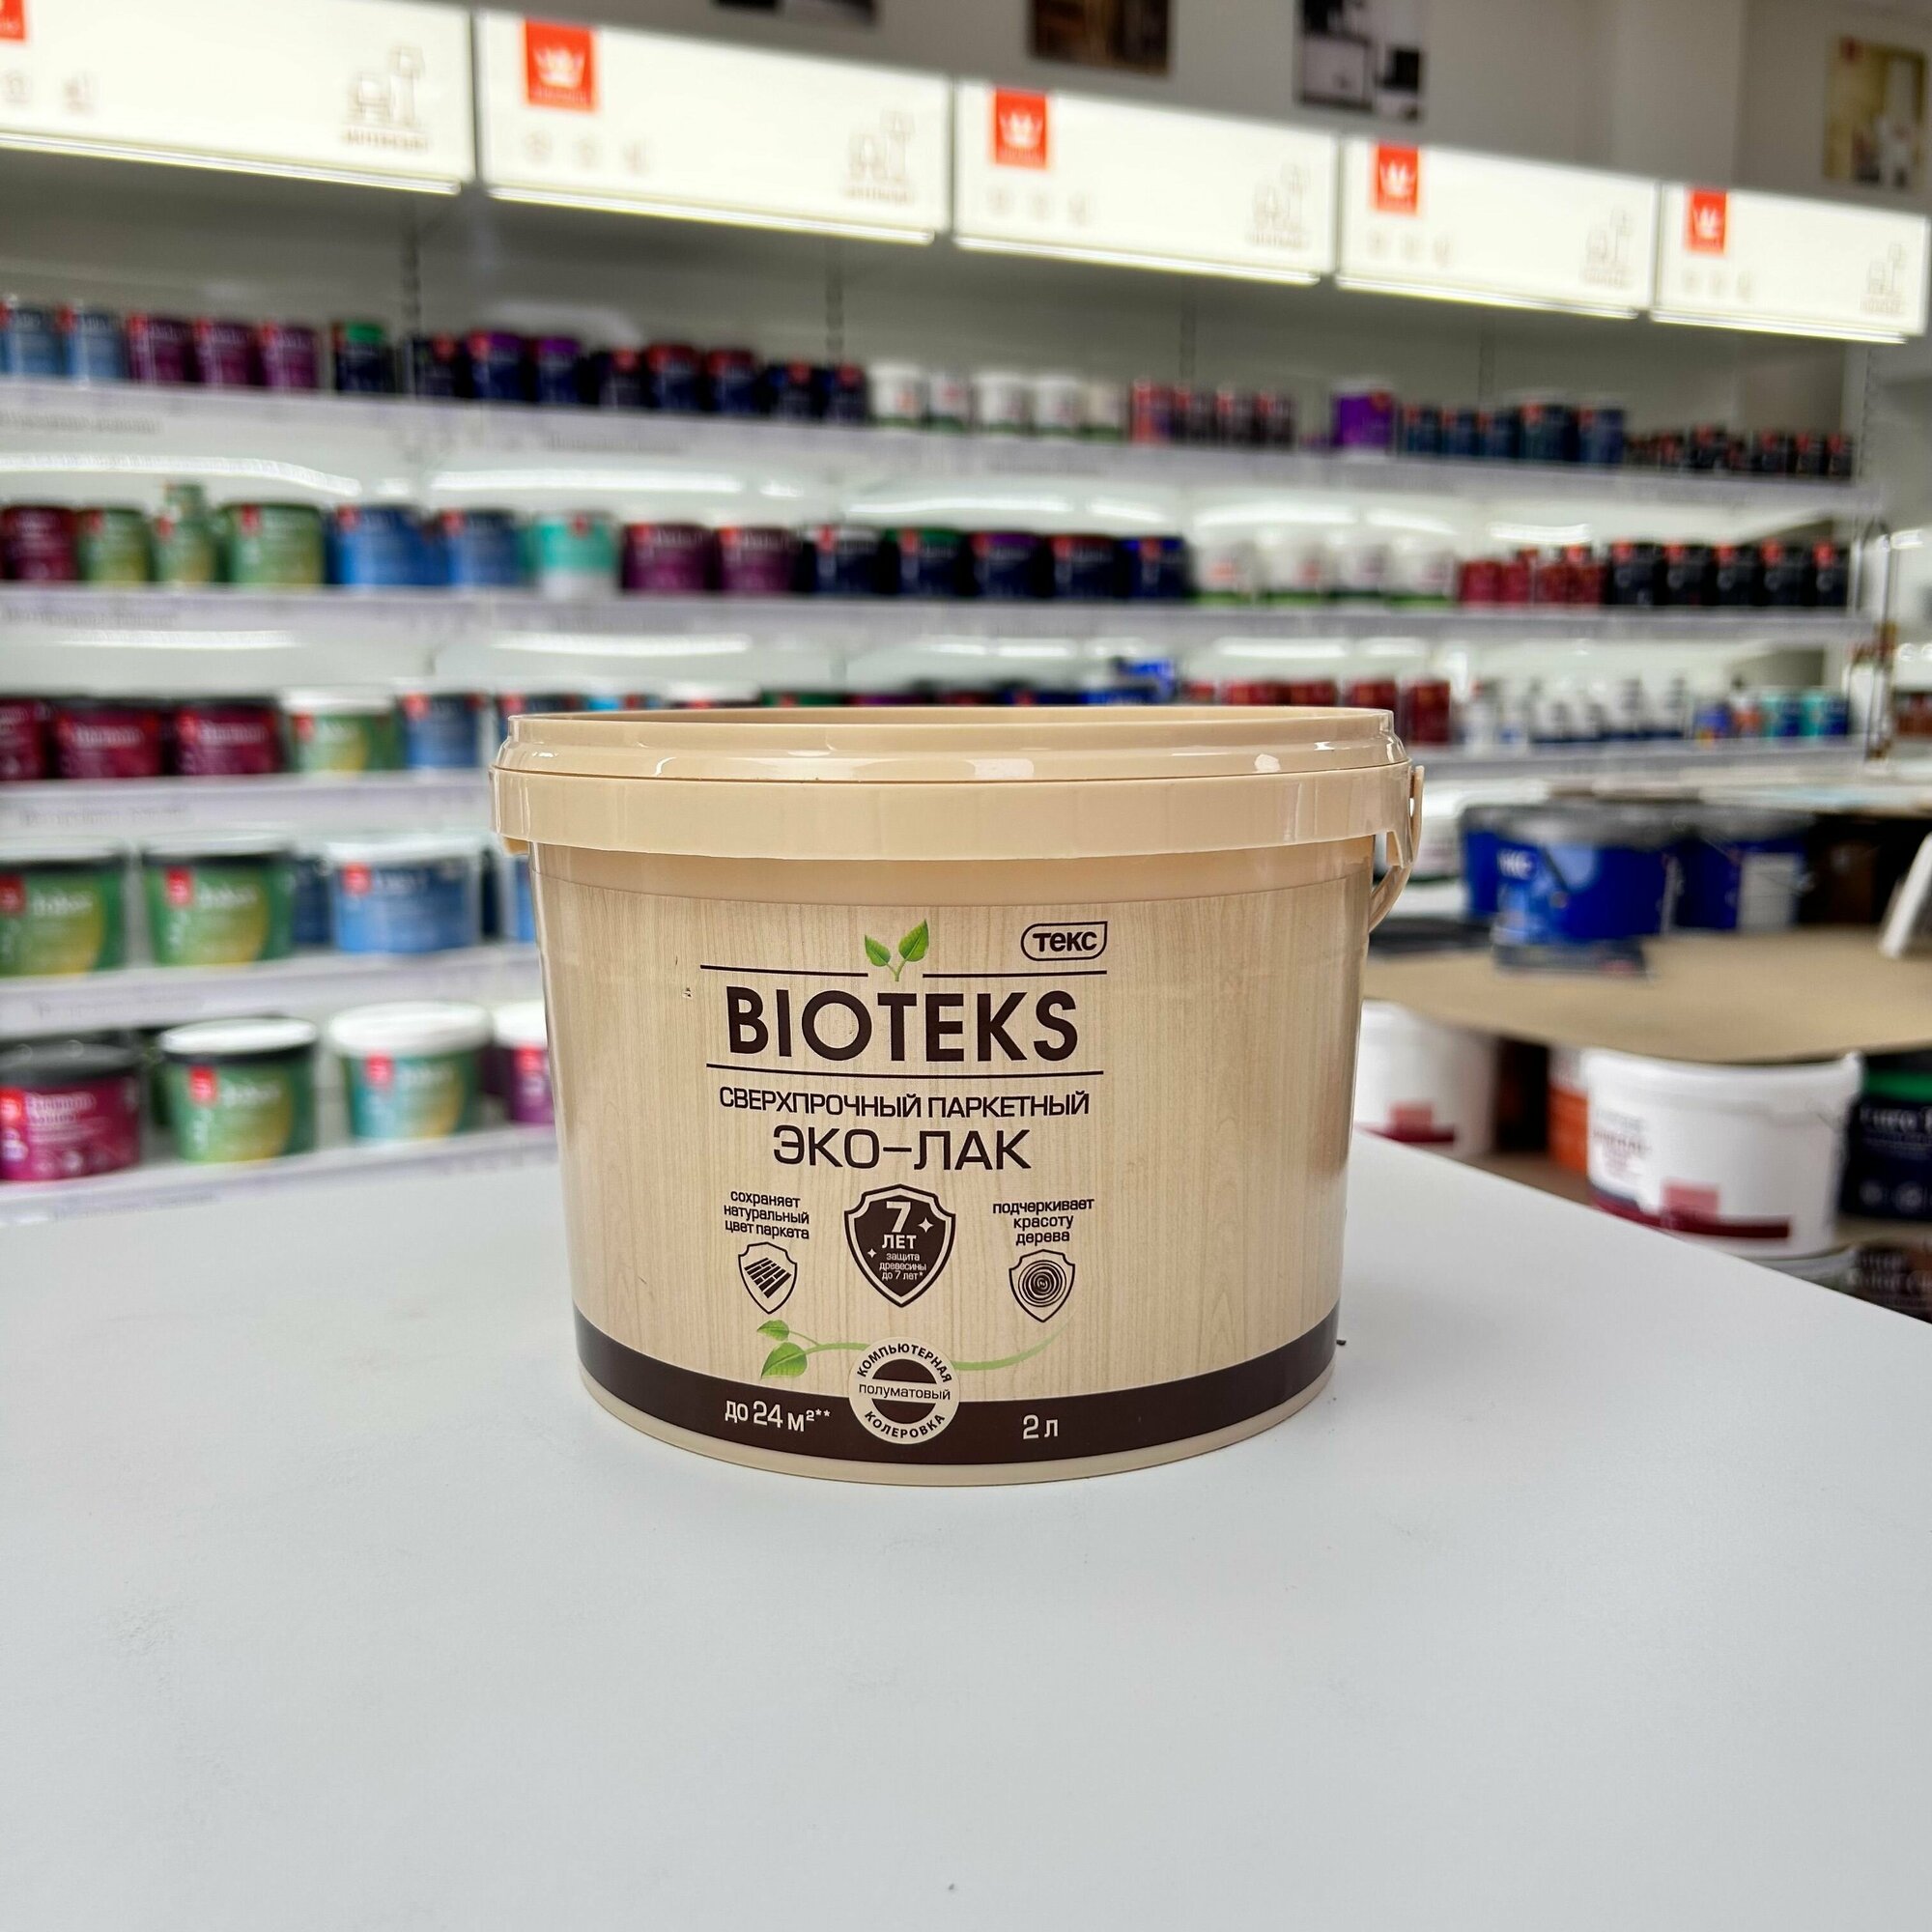 текс
BIOTEKS
СВЕРХПРОЧНЫЙ ПАРКЕТНЫЙ
ЭКО-ЛАК
сохраняет
натуральный
цвет паркета
7
ЛЕТ
защита
древесины
до 7 лет*
подчеркивает
красоту
дерева
КОМПЬЮТЕРНАЯ
полуматовый
КОЛЕРОВКА
до 24 м²**
2 л